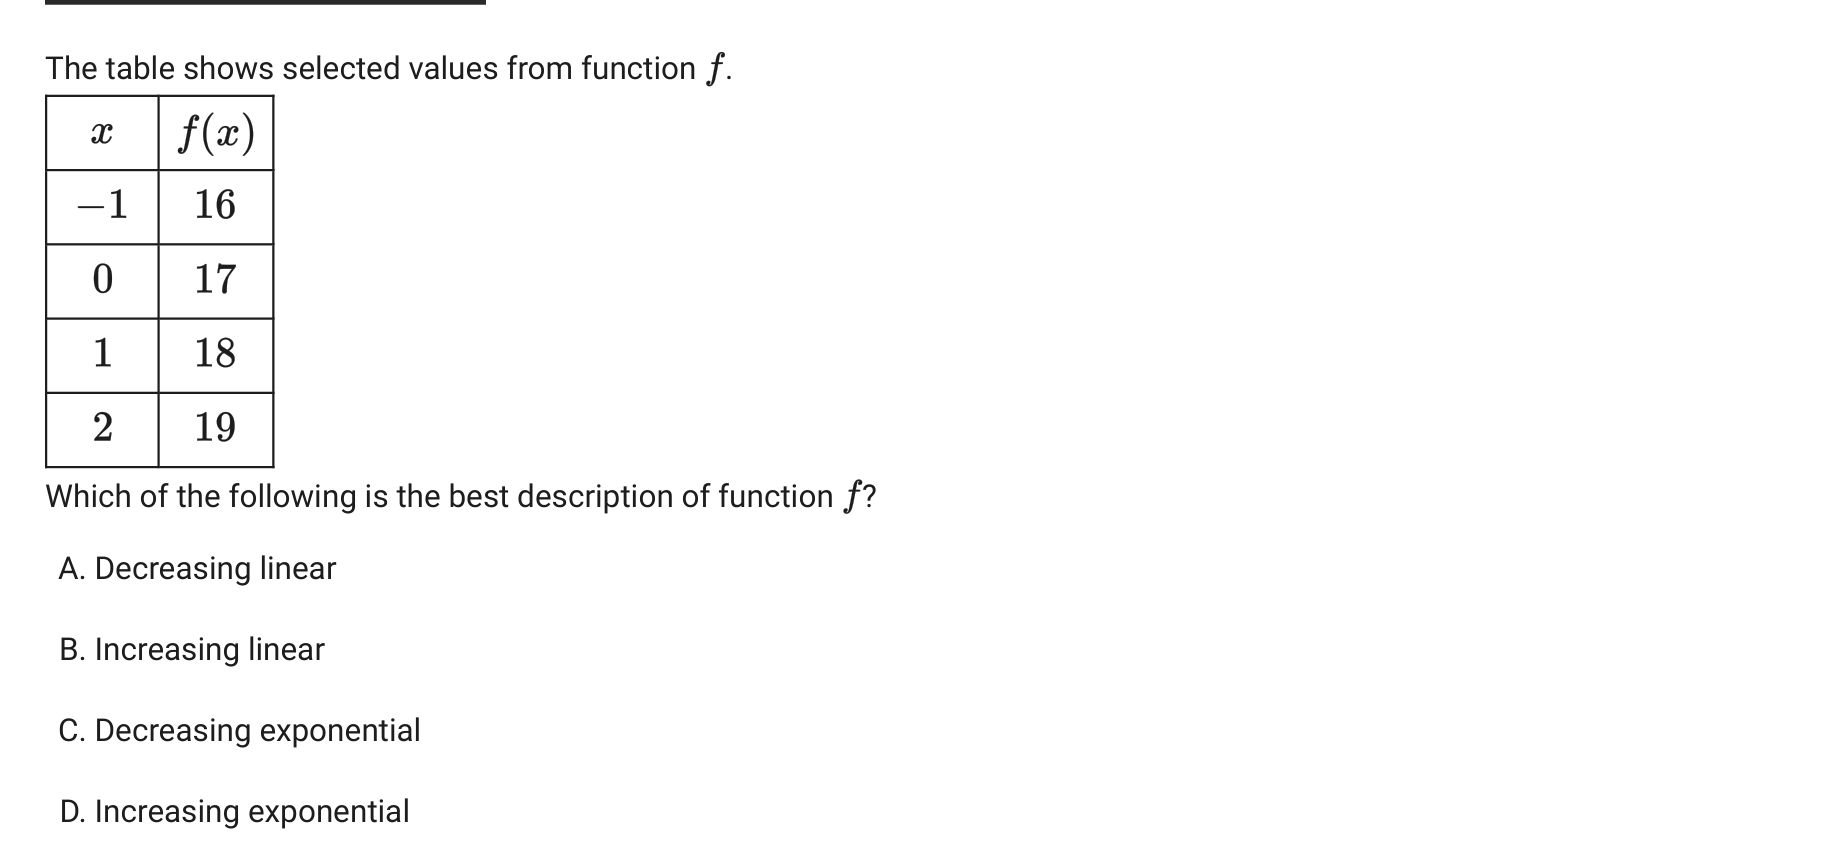 The table shows selected values from function f.
x f(x)
−1 16
0 17
1 18
2 19
Which of the following is the best description of function f?
A. Decreasing linear
B. Increasing linear
C. Decreasing exponential
D. Increasing exponential